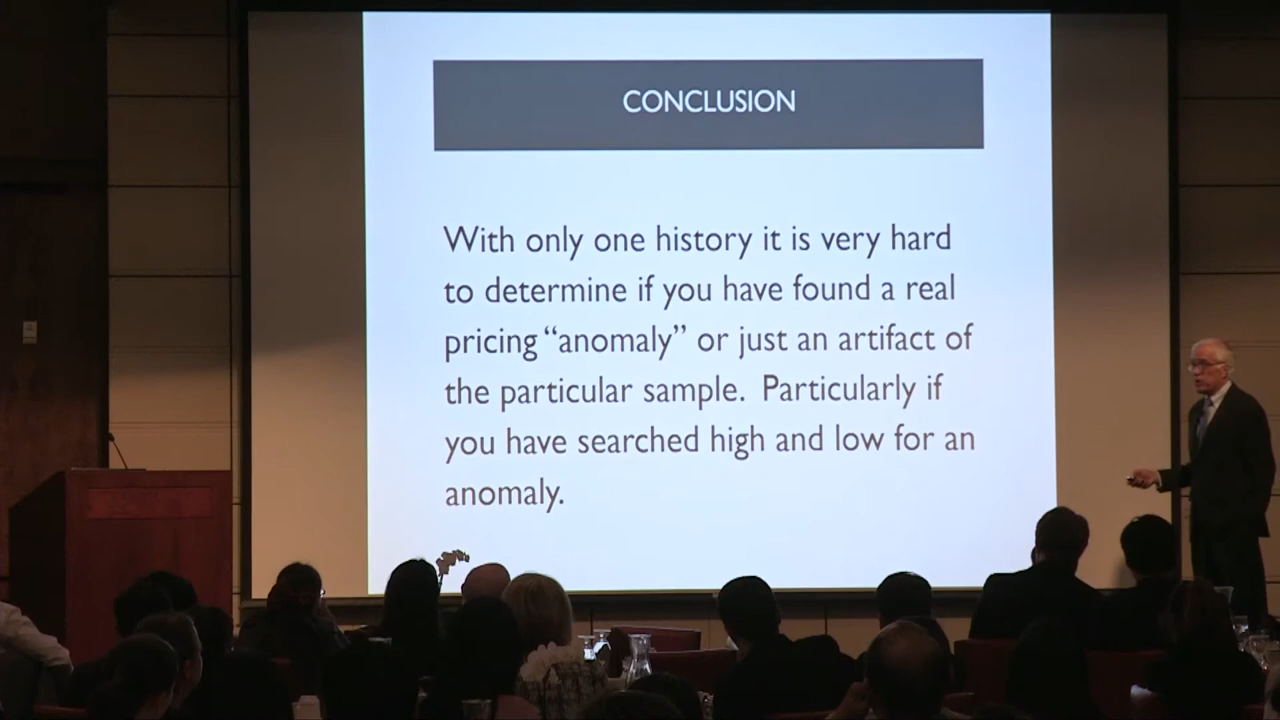 CONCLUSION
With only one history it is very hard
to determine if you have found a real
pricing “anomaly” or just an artifact of
the particular sample.  Particularly if
you have searched high and low for an
anomaly.